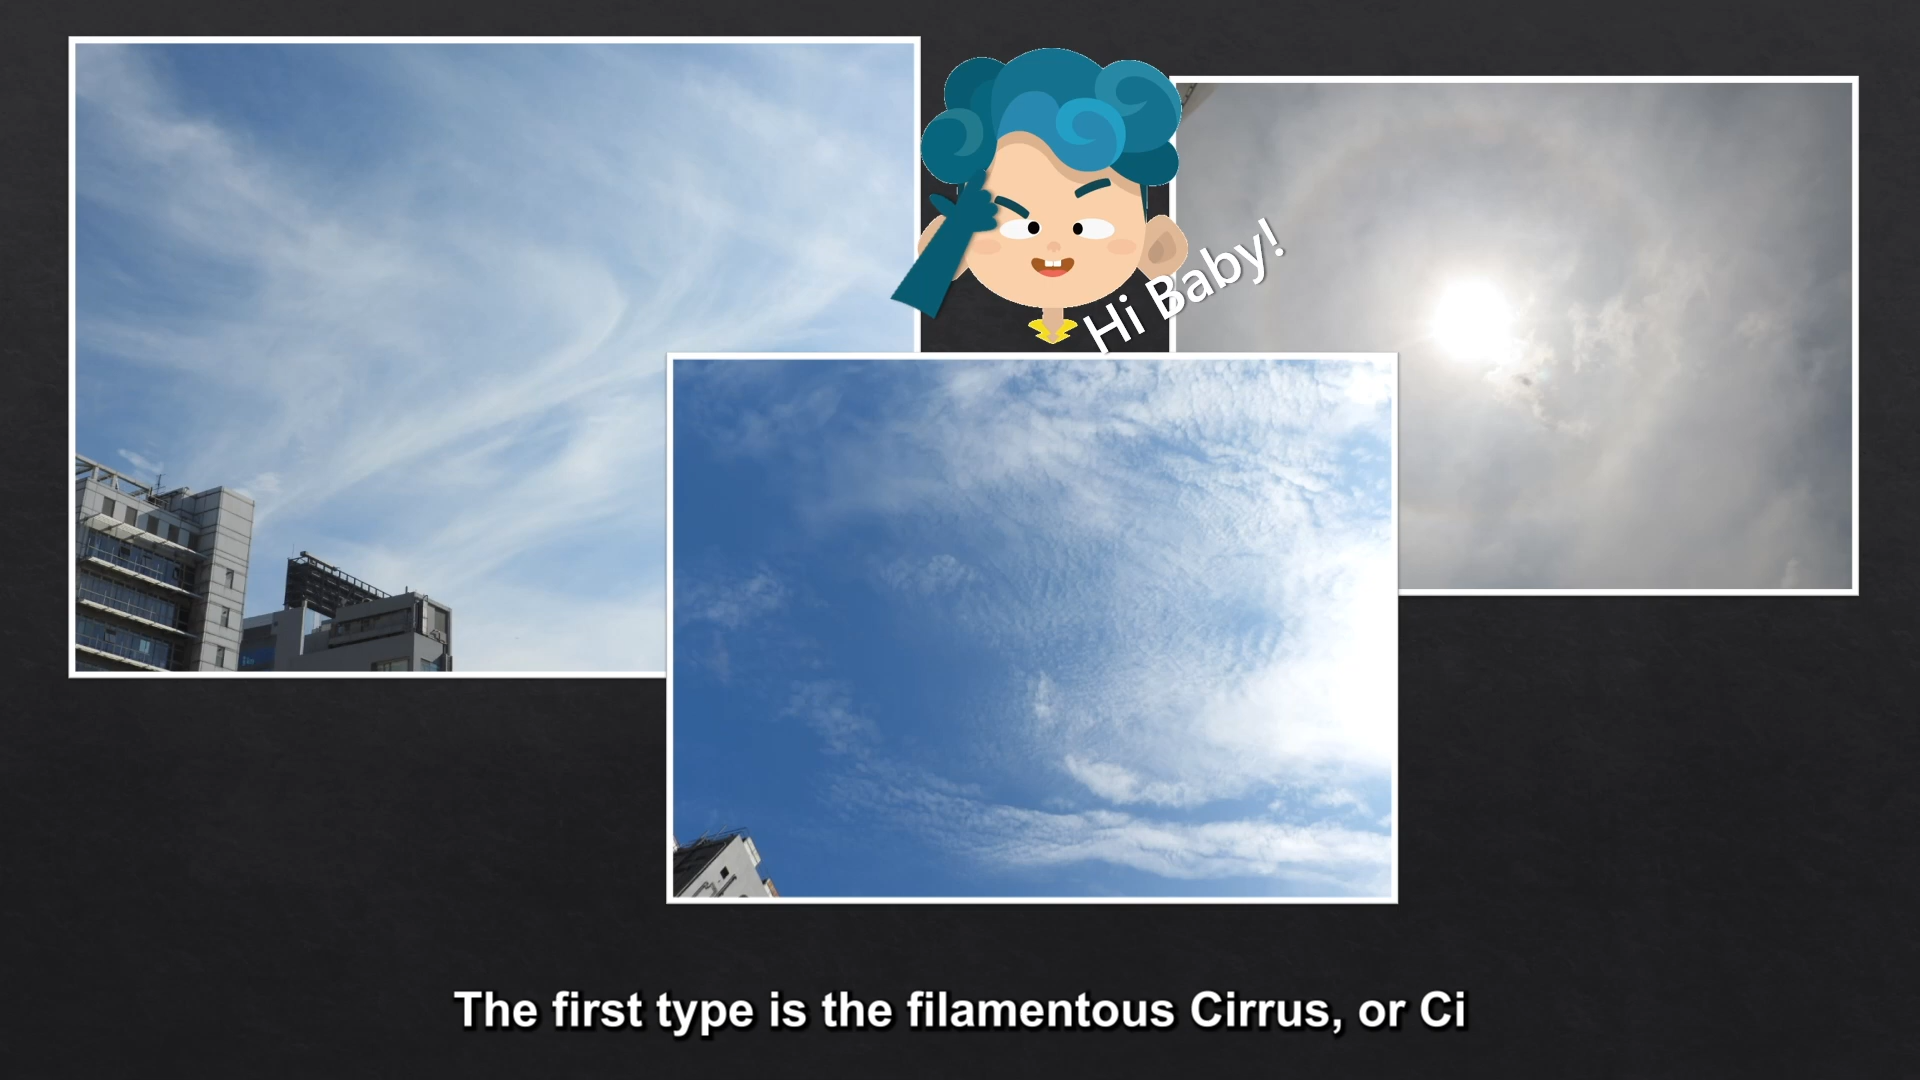 Hi Baby!
The first type is the filamentous Cirrus, or Ci